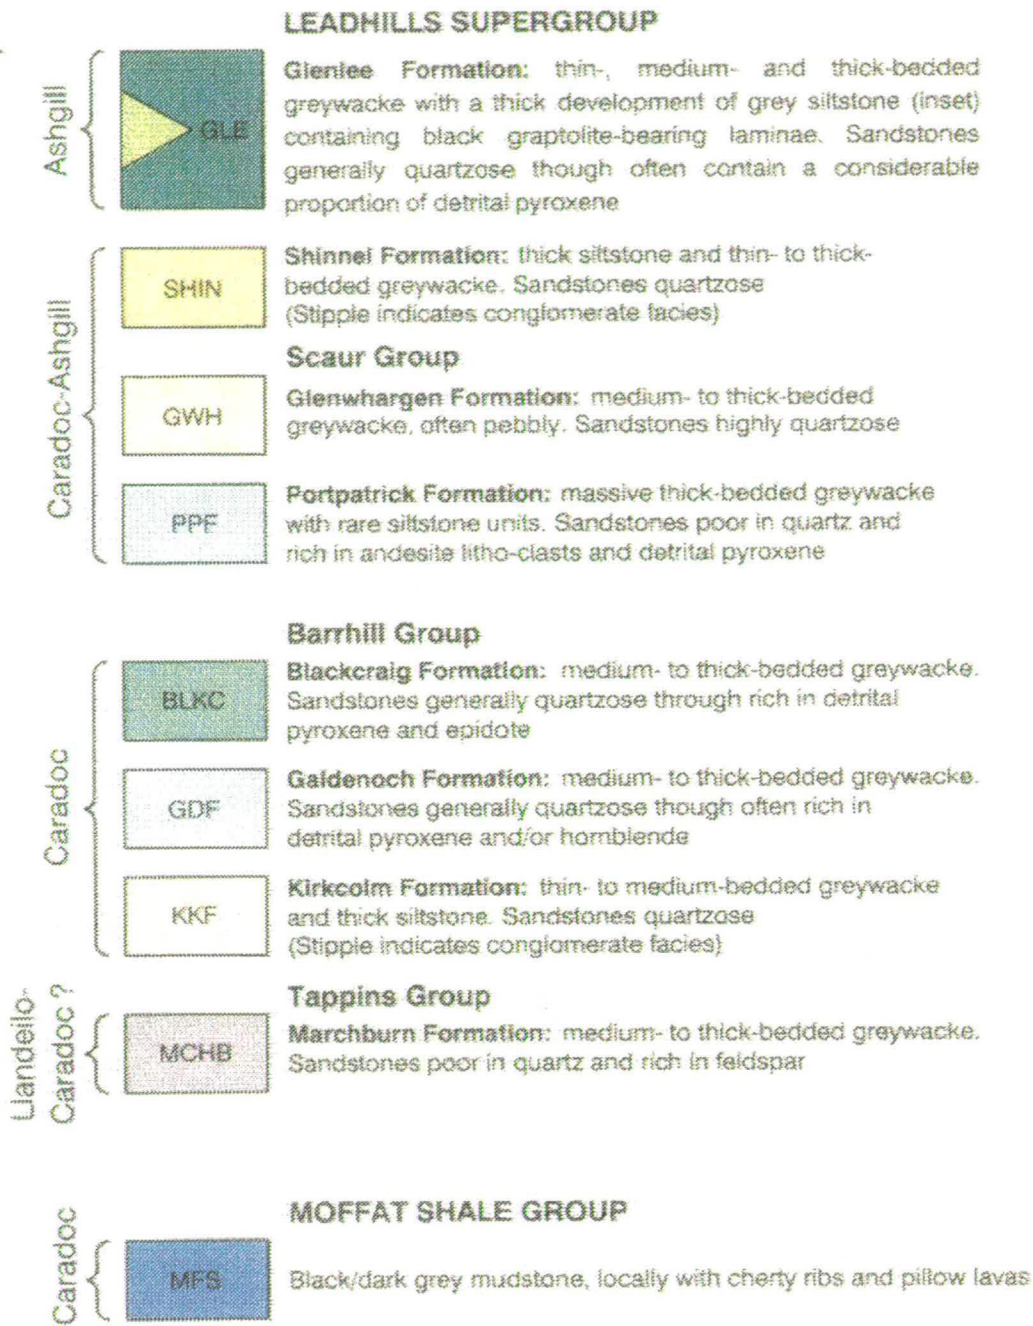 LEADHILLS SUPERGROUP
Ashgill
GLE
Glenlee Formation: thin-, medium- and thick-bedded
greywacke with a thick development of grey siltstone (inset)
containing black graptolite-bearing laminae. Sandstones
generally quartzose though often contain a considerable
proportion of detrital pyroxene
Caradoc-Ashgill
SHIN
Shinnel Formation: thick siltstone and thin- to thick-
bedded greywacke. Sandstones quartzose
(Stipple indicates conglomerate facies)
Scaur Group
GWH
Glenwhargen Formation: medium- to thick-bedded
greywacke, often pebbly. Sandstones highly quartzose
PPF
Portpatrick Formation: massive thick-bedded greywacke
with rare siltstone units. Sandstones poor in quartz and
rich in andesite litho-clasts and detrital pyroxene
Barrhill Group
Caradoc
BLKC
Blackcraig Formation: medium- to thick-bedded greywacke.
Sandstones generally quartzose through rich in detrital
pyroxene and epidote
GDF
Galdenoch Formation: medium- to thick-bedded greywacke.
Sandstones generally quartzose though often rich in
detrital pyroxene and/or hornblende
KKF
Kirkcolm Formation: thin- to medium-bedded greywacke
and thick siltstone. Sandstones quartzose
(Stipple indicates conglomerate facies)
Tappins Group
Llandeilo-
Caradoc ?
MCHB
Marchburn Formation: medium- to thick-bedded greywacke.
Sandstones poor in quartz and rich in feldspar
MOFFAT SHALE GROUP
Caradoc
MFS
Black/dark grey mudstone, locally with cherty ribs and pillow lavas